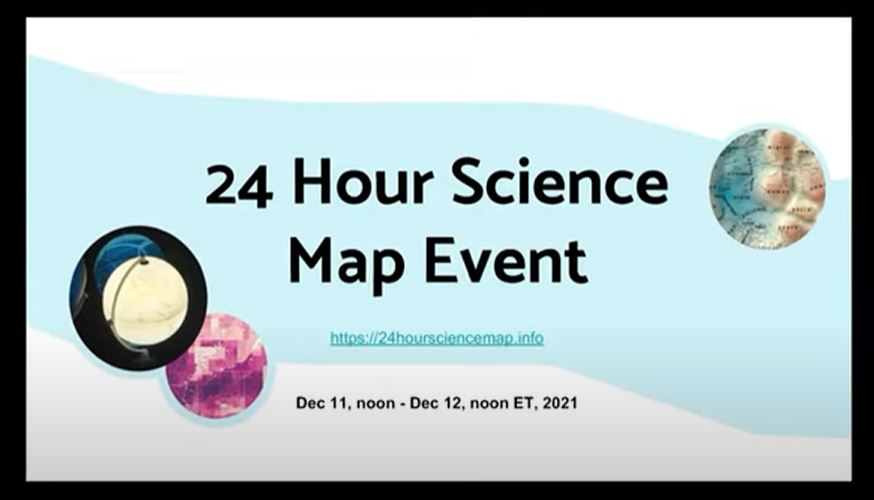 24 Hour Science
Map Event
https://24hoursciencemap.info
Dec 11, noon - Dec 12, noon ET, 2021